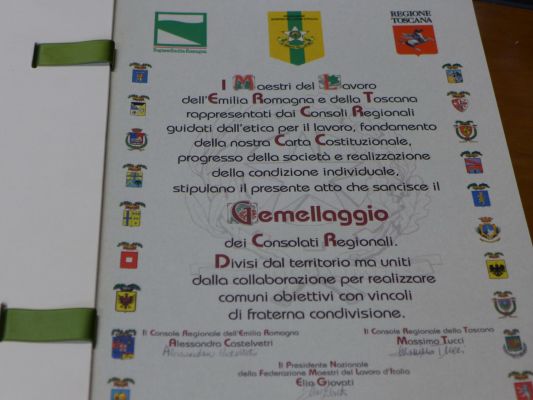 Regione Emilia-Romagna
REGIONE
TOSCANA
I Maestri del Lavoro
dell'Emilia Romagna e della Toscana
rappresentati dai Consoli Regionali
guidati dall'etica per il lavoro, fondamento
della nostra Carta Costituzionale,
progresso della società e realizzazione
della condizione individuale,
stipulano il presente atto che sancisce il
Gemellaggio
dei Consolati Regionali.
Divisi dal territorio ma uniti
dalla collaborazione per realizzare
comuni obiettivi con vincoli
di fraterna condivisione.
Il Console Regionale dell'Emilia Romagna
Alessandra Castelvetri
Il Console Regionale della Toscana
Massimo Tucci
Il Presidente Nazionale
della Federazione Maestri del Lavoro d'Italia
Elio Giovati